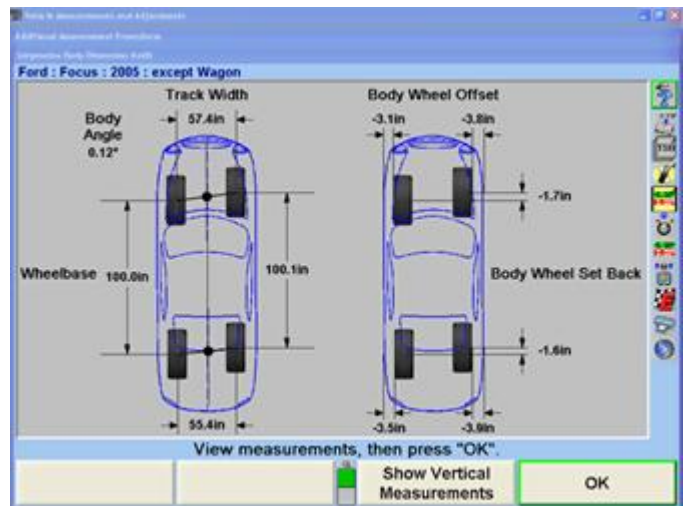 Ford : Focus : 2005 : except Wagon
Track Width
Body Wheel Offset
Body
Angle
0.12°
57.4in
-3.1in
-3.8in
-1.7in
Wheelbase
100.0in
100.1in
Body Wheel Set Back
-1.6in
55.4in
-3.5in
-3.9in
View measurements, then press "OK".
Show Vertical
Measurements
OK